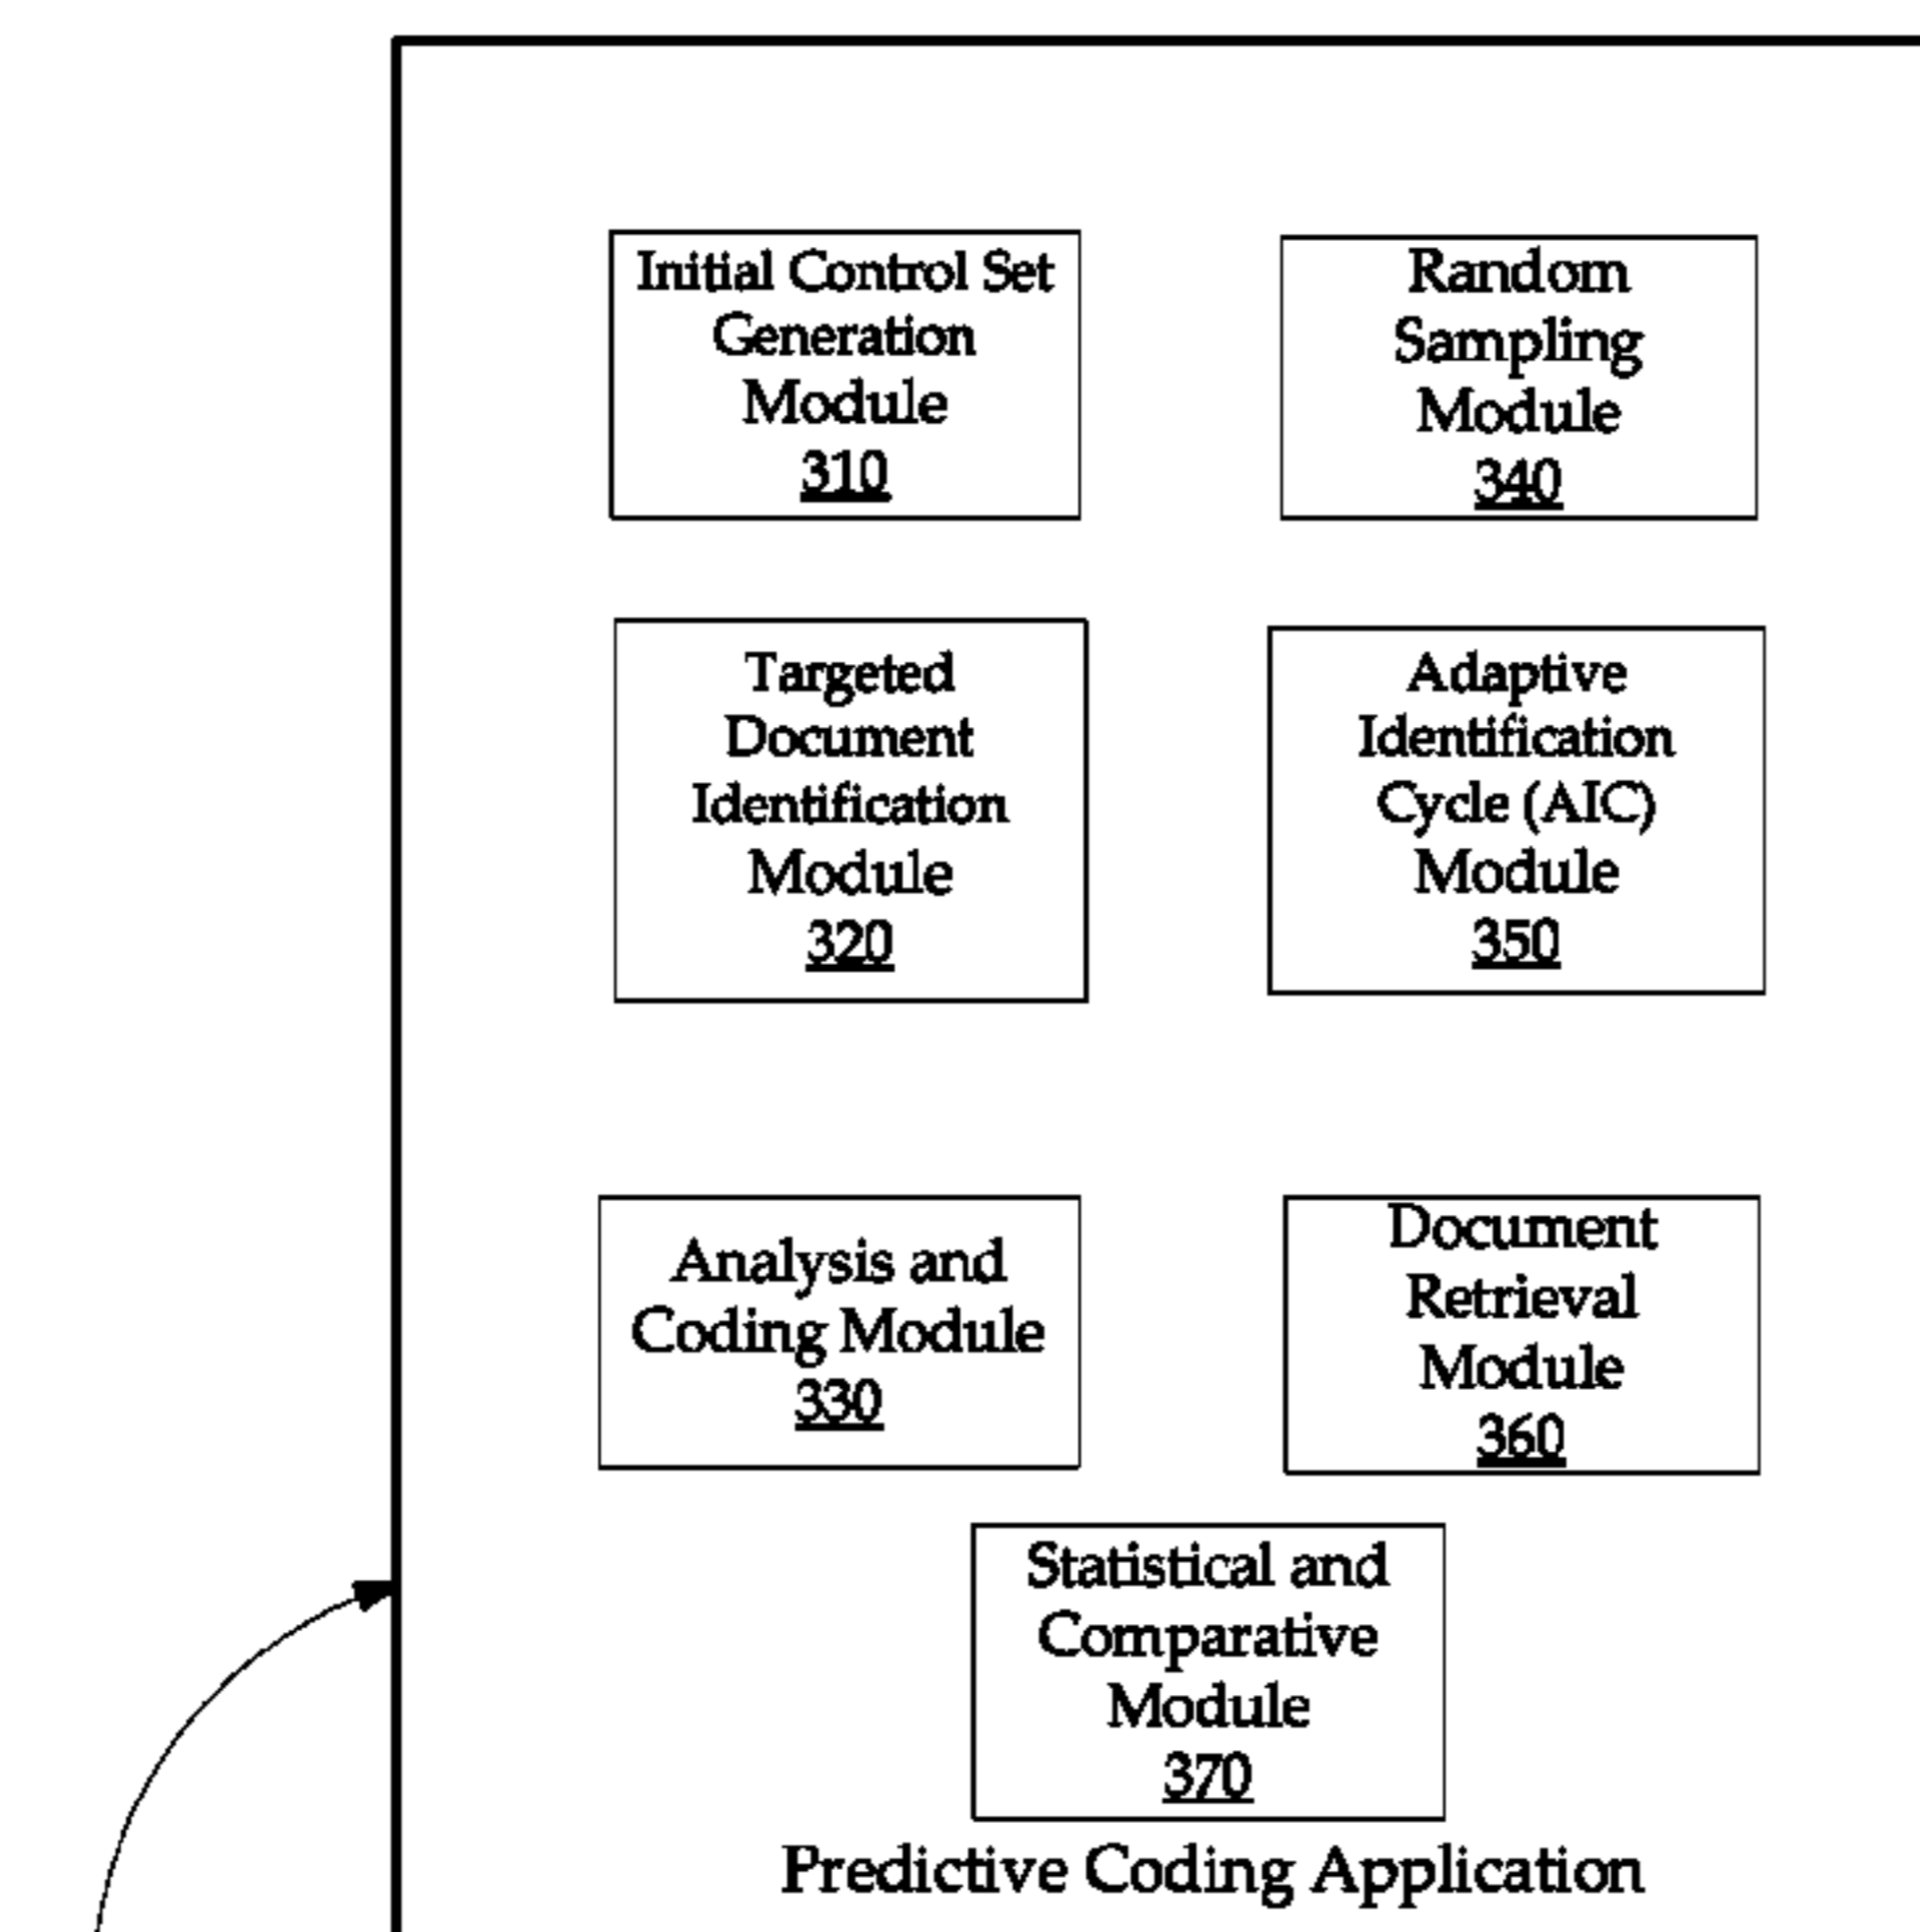 Initial Control Set
Generation
Module
310
Random
Sampling
Module
340
Targeted
Document
Identification
Module
320
Adaptive
Identification
Cycle (AIC)
Module
350
Analysis and
Coding Module
330
Document
Retrieval
Module
360
Statistical and
Comparative
Module
370
Predictive Coding Application